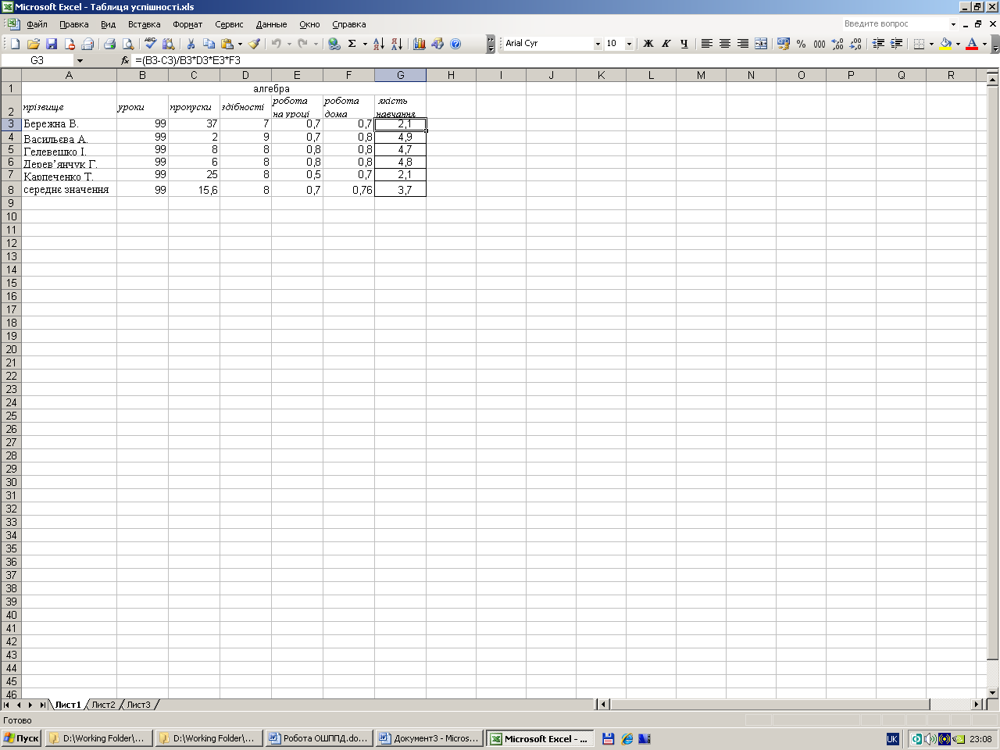 Microsoft Excel - Таблиця успішності.xls
Файл Правка Вид Вставка Формат Сервис Данные Окно Справка Введите вопрос
Arial Cyr 10 Ж К Ч % 000
G3 fx =(B3-C3)/B3*D3*E3*F3
A B C D E F G H I J K L M N O P Q R
1 алгебра
2 прізвище уроки пропуски здібності робота на уроці робота дома якість навчання
3 Бережна В. 99 37 7 0,7 0,7 2,1
4 Васильєва А. 99 2 9 0,7 0,8 4,9
5 Гелевешко І. 99 8 8 0,8 0,8 4,7
6 Дерев’янчук Г. 99 6 8 0,8 0,8 4,8
7 Карпеченко Т. 99 25 8 0,5 0,7 2,1
8 середнє значення 99 15,6 8 0,7 0,76 3,7
9
10
11
12
13
14
15
16
17
18
19
20
21
22
23
24
25
26
27
28
29
30
31
32
33
34
35
36
37
38
39
40
41
42
43
44
45
46
Лист1 Лист2 Лист3
Готово
Пуск D:\Working Folder\... D:\Working Folder\... Робота ОШППД.do... Документ3 - Micros... Microsoft Excel - ... UK 23:08